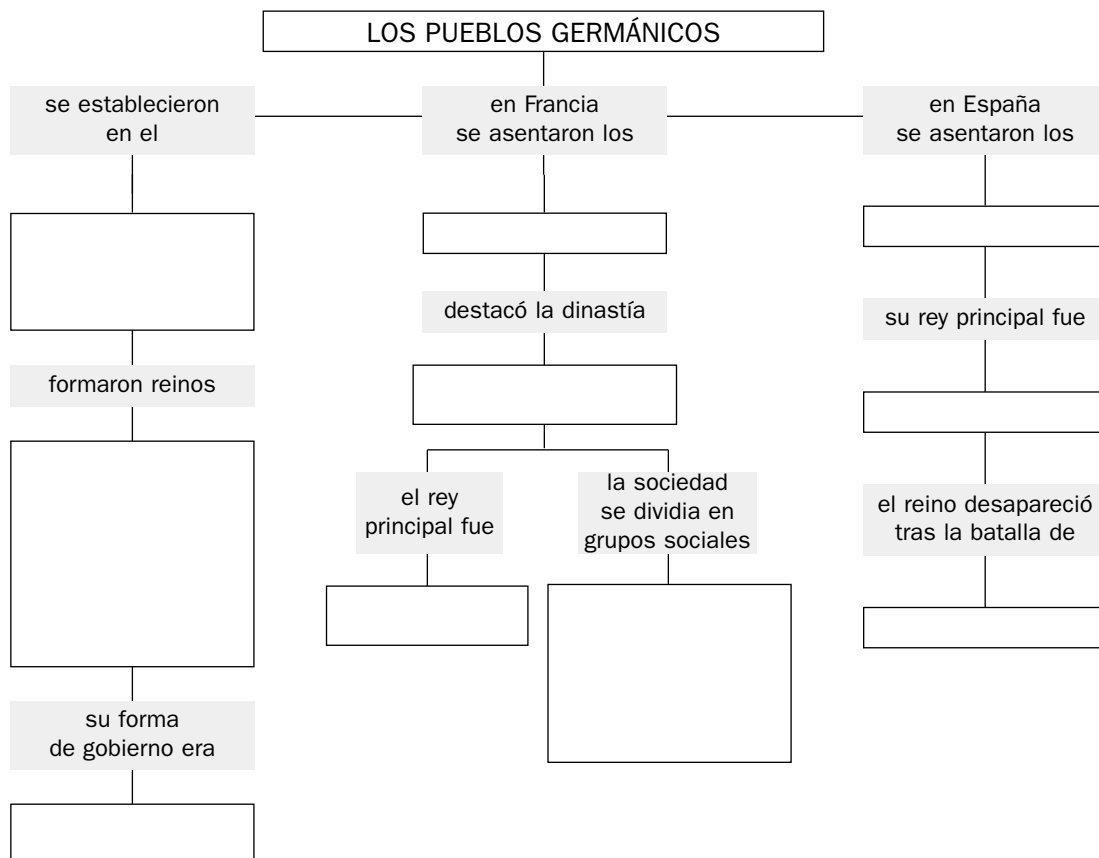 LOS PUEBLOS GERMÁNICOS
se establecieron
en el
en Francia
se asentaron los
en España
se asentaron los
destacó la dinastía
su rey principal fue
formaron reinos
el rey
principal fue
la sociedad
se dividia en
grupos sociales
el reino desapareció
tras la batalla de
su forma
de gobierno era